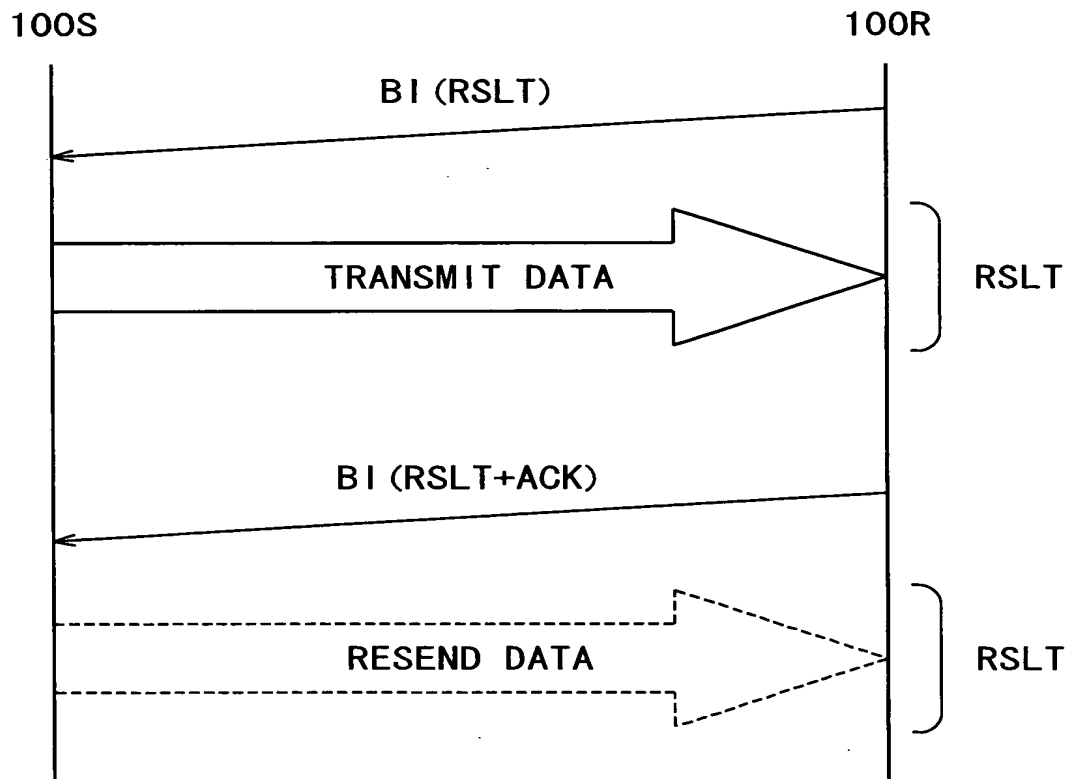 100S
100R
BI(RSLT)
TRANSMIT DATA
RSLT
BI(RSLT+ACK)
RESEND DATA
RSLT